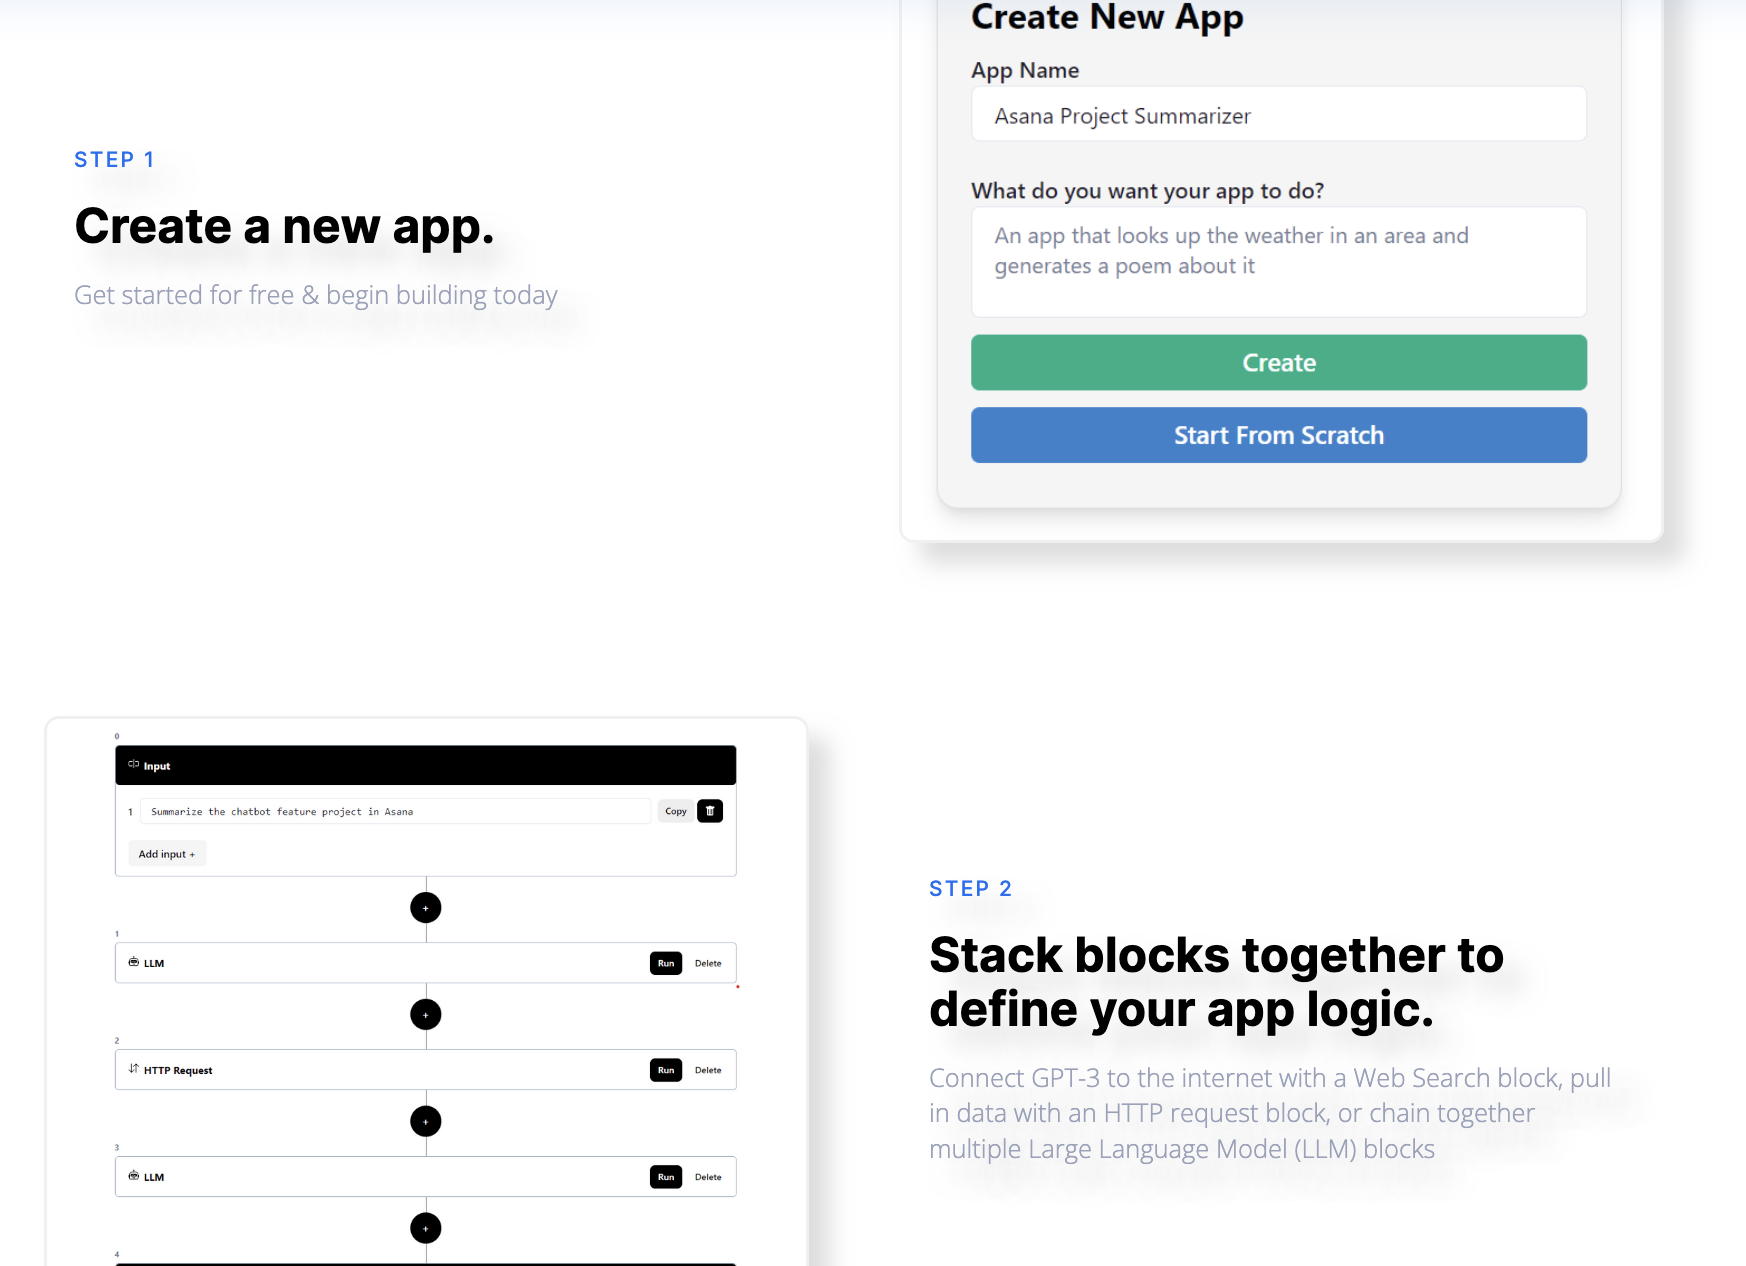 Create New App
App Name
Asana Project Summarizer
What do you want your app to do?
An app that looks up the weather in an area and
generates a poem about it
Create
Start From Scratch
STEP 1
Create a new app.
Get started for free & begin building today
0
Input
1 Summarize the chatbot feature project in Asana Copy
Add input +
+
1
LLM Run Delete
+
2
HTTP Request Run Delete
+
3
LLM Run Delete
+
4
STEP 2
Stack blocks together to
define your app logic.
Connect GPT-3 to the internet with a Web Search block, pull
in data with an HTTP request block, or chain together
multiple Large Language Model (LLM) blocks